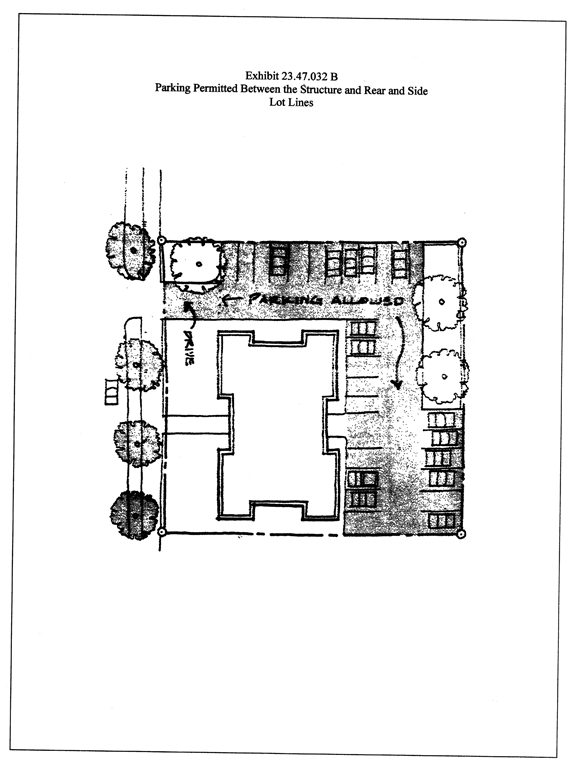 Exhibit 23.47.032 B
Parking Permitted Between the Structure and Rear and Side
Lot Lines
PARKING ALLOWED
DRIVE